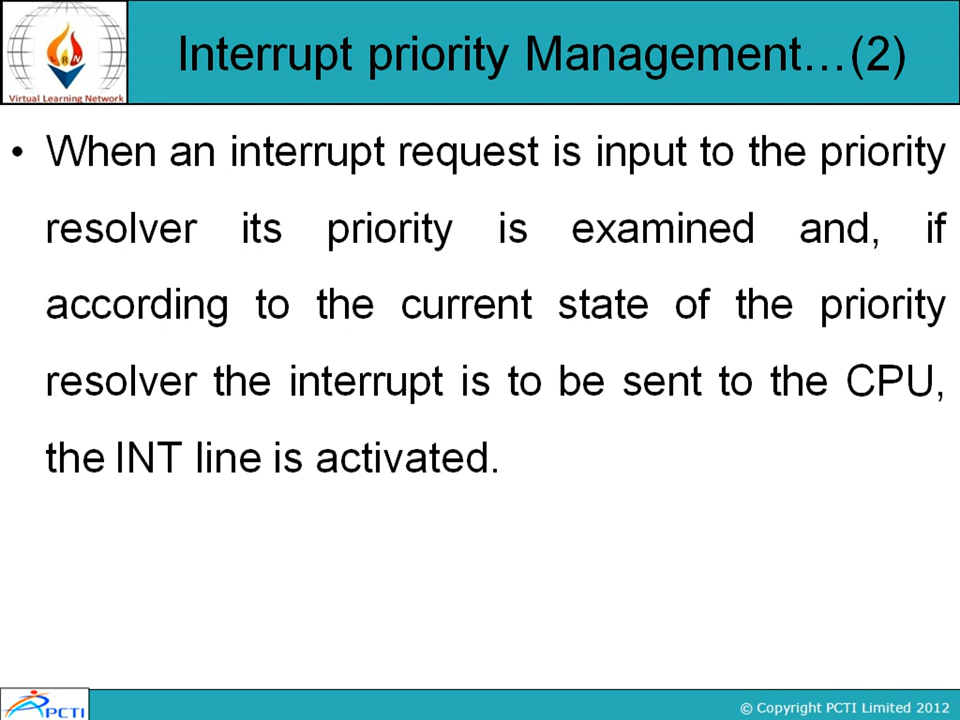 Interrupt priority Management...(2)
RN
Virtual Learning Network
• When an interrupt request is input to the priority
resolver its priority is examined and, if
according to the current state of the priority
resolver the interrupt is to be sent to the CPU,
the INT line is activated.
PCTI
© Copyright PCTI Limited 2012